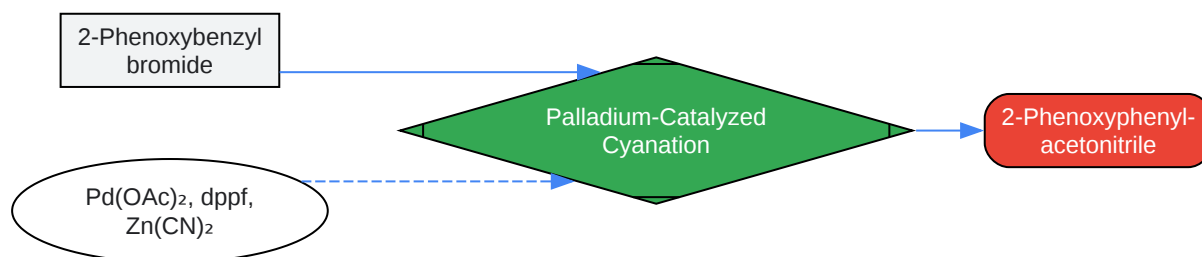 2-Phenoxybenzyl
bromide
Palladium-Catalyzed
Cyanation
2-Phenoxyphenyl-
acetonitrile
Pd(OAc)₂, dppf,
Zn(CN)₂